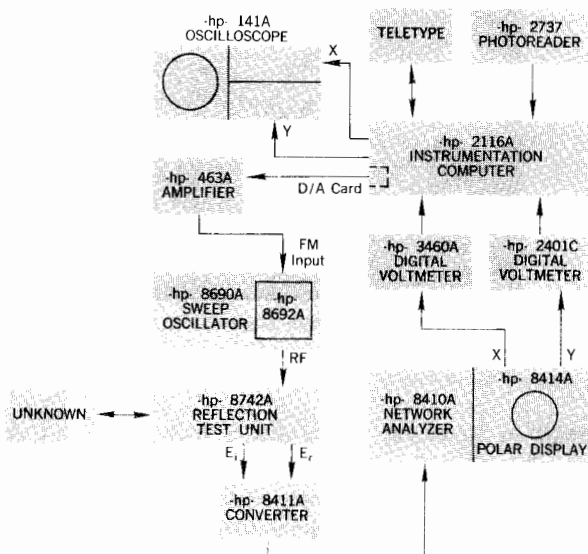 -hp- 141A
OSCILLOSCOPE
X
Y
TELETYPE
-hp- 2737
PHOTOREADER
-hp- 2116A
INSTRUMENTATION
COMPUTER
-hp- 463A
AMPLIFIER
D/A Card
FM
Input
-hp- 3460A
DIGITAL
VOLTMETER
-hp- 2401C
DIGITAL
VOLTMETER
-hp- 8690A
SWEEP
OSCILLATOR
-hp-
8692A
RF
X
Y
UNKNOWN
-hp- 8742A
REFLECTION
TEST UNIT
-hp- 8410A
NETWORK
ANALYZER
-hp- 8414A
POLAR DISPLAY
Ei
Er
-hp- 8411A
CONVERTER